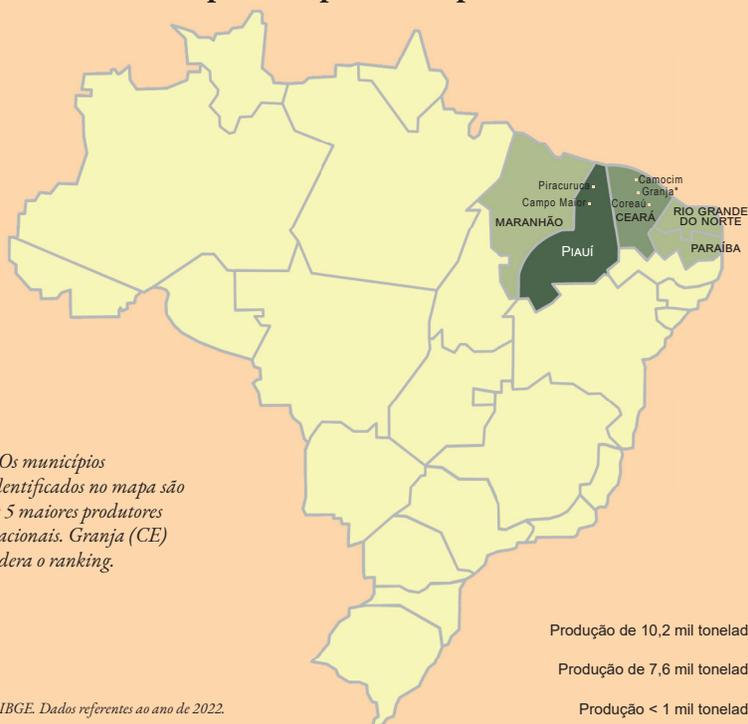 Camocim
Piracuruca
Granja*
Campo Maior
Coreaú
RIO GRANDE
DO NORTE
MARANHÃO
CEARÁ
PARAÍBA
PIAUÍ
Os municípios
dentificados no mapa são
5 maiores produtores
acionais. Granja (CE)
dera o ranking.
Produção de 10,2 mil tonelad
Produção de 7,6 mil tonelad
Produção < 1 mil tonelad
IBGE. Dados referentes ao ano de 2022.